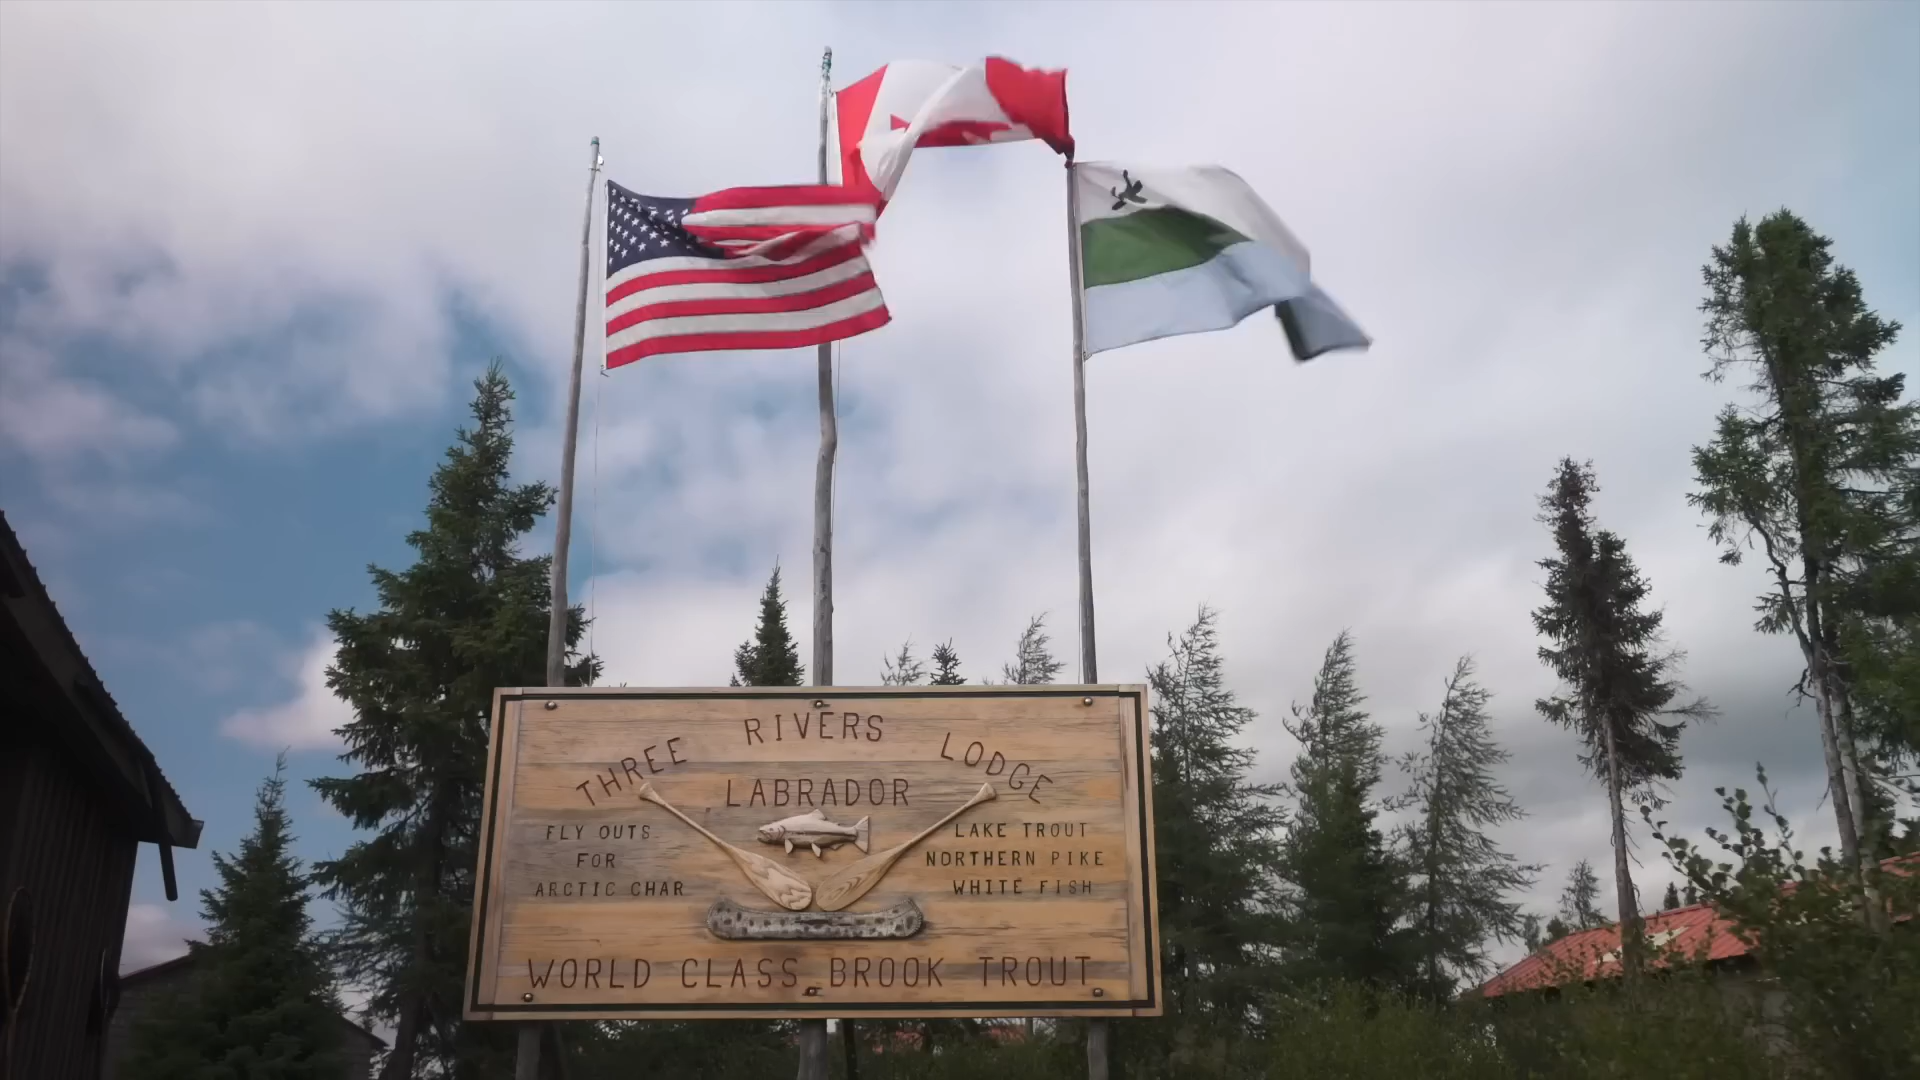 THREE RIVERS LODGE
LABRADOR
FLY OUTS
FOR
ARCTIC CHAR
LAKE TROUT
NORTHERN PIKE
WHITE FISH
WORLD CLASS BROOK TROUT